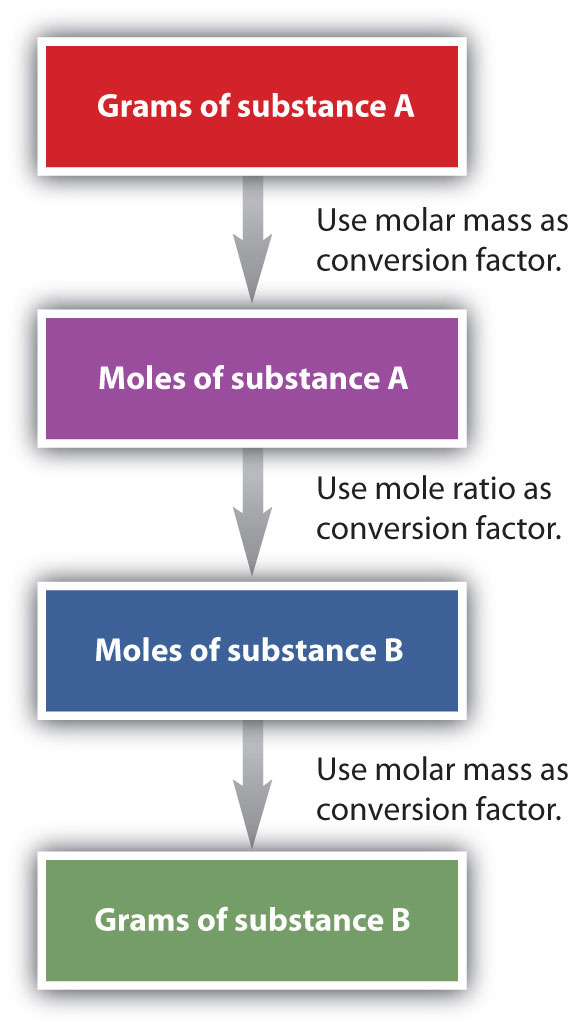 Grams of substance A
Use molar mass as
conversion factor.
Moles of substance A
Use mole ratio as
conversion factor.
Moles of substance B
Use molar mass as
conversion factor.
Grams of substance B